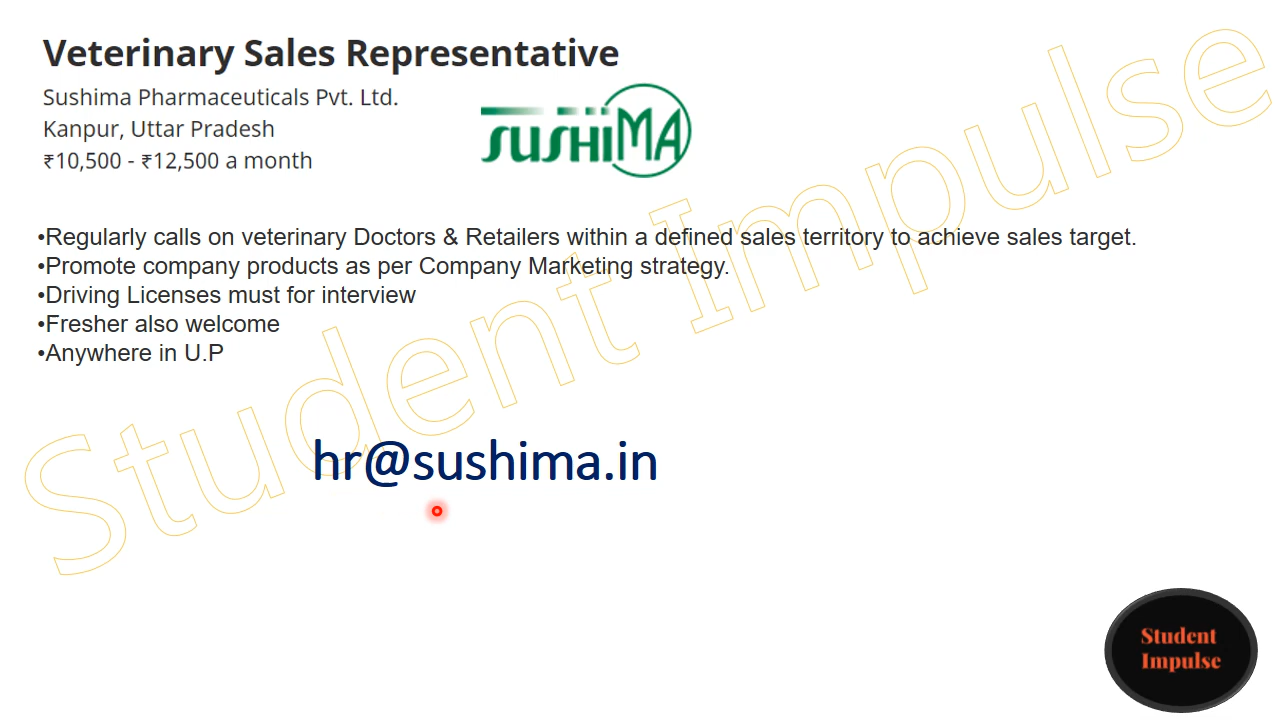 Veterinary Sales Representative
Sushima Pharmaceuticals Pvt. Ltd.
Kanpur, Uttar Pradesh
₹10,500 - ₹12,500 a month
SUSHIMA
•Regularly calls on veterinary Doctors & Retailers within a defined sales territory to achieve sales target.
•Promote company products as per Company Marketing strategy.
•Driving Licenses must for interview
•Fresher also welcome
•Anywhere in U.P
hr@sushima.in
Student Impulse
Student
Impulse